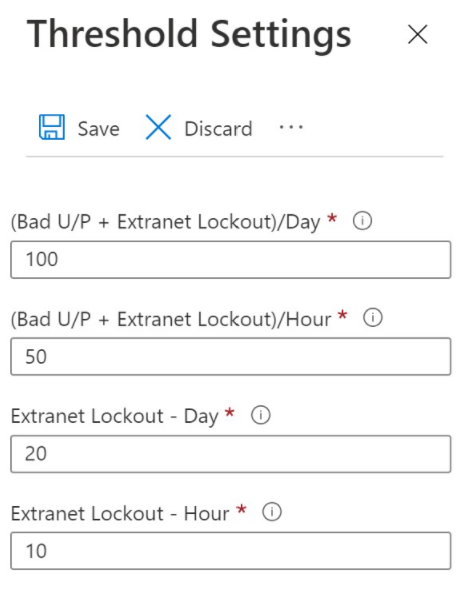 Threshold Settings
Save Discard ...
(Bad U/P + Extranet Lockout)/Day *
100
(Bad U/P + Extranet Lockout)/Hour *
50
Extranet Lockout - Day *
20
Extranet Lockout - Hour *
10